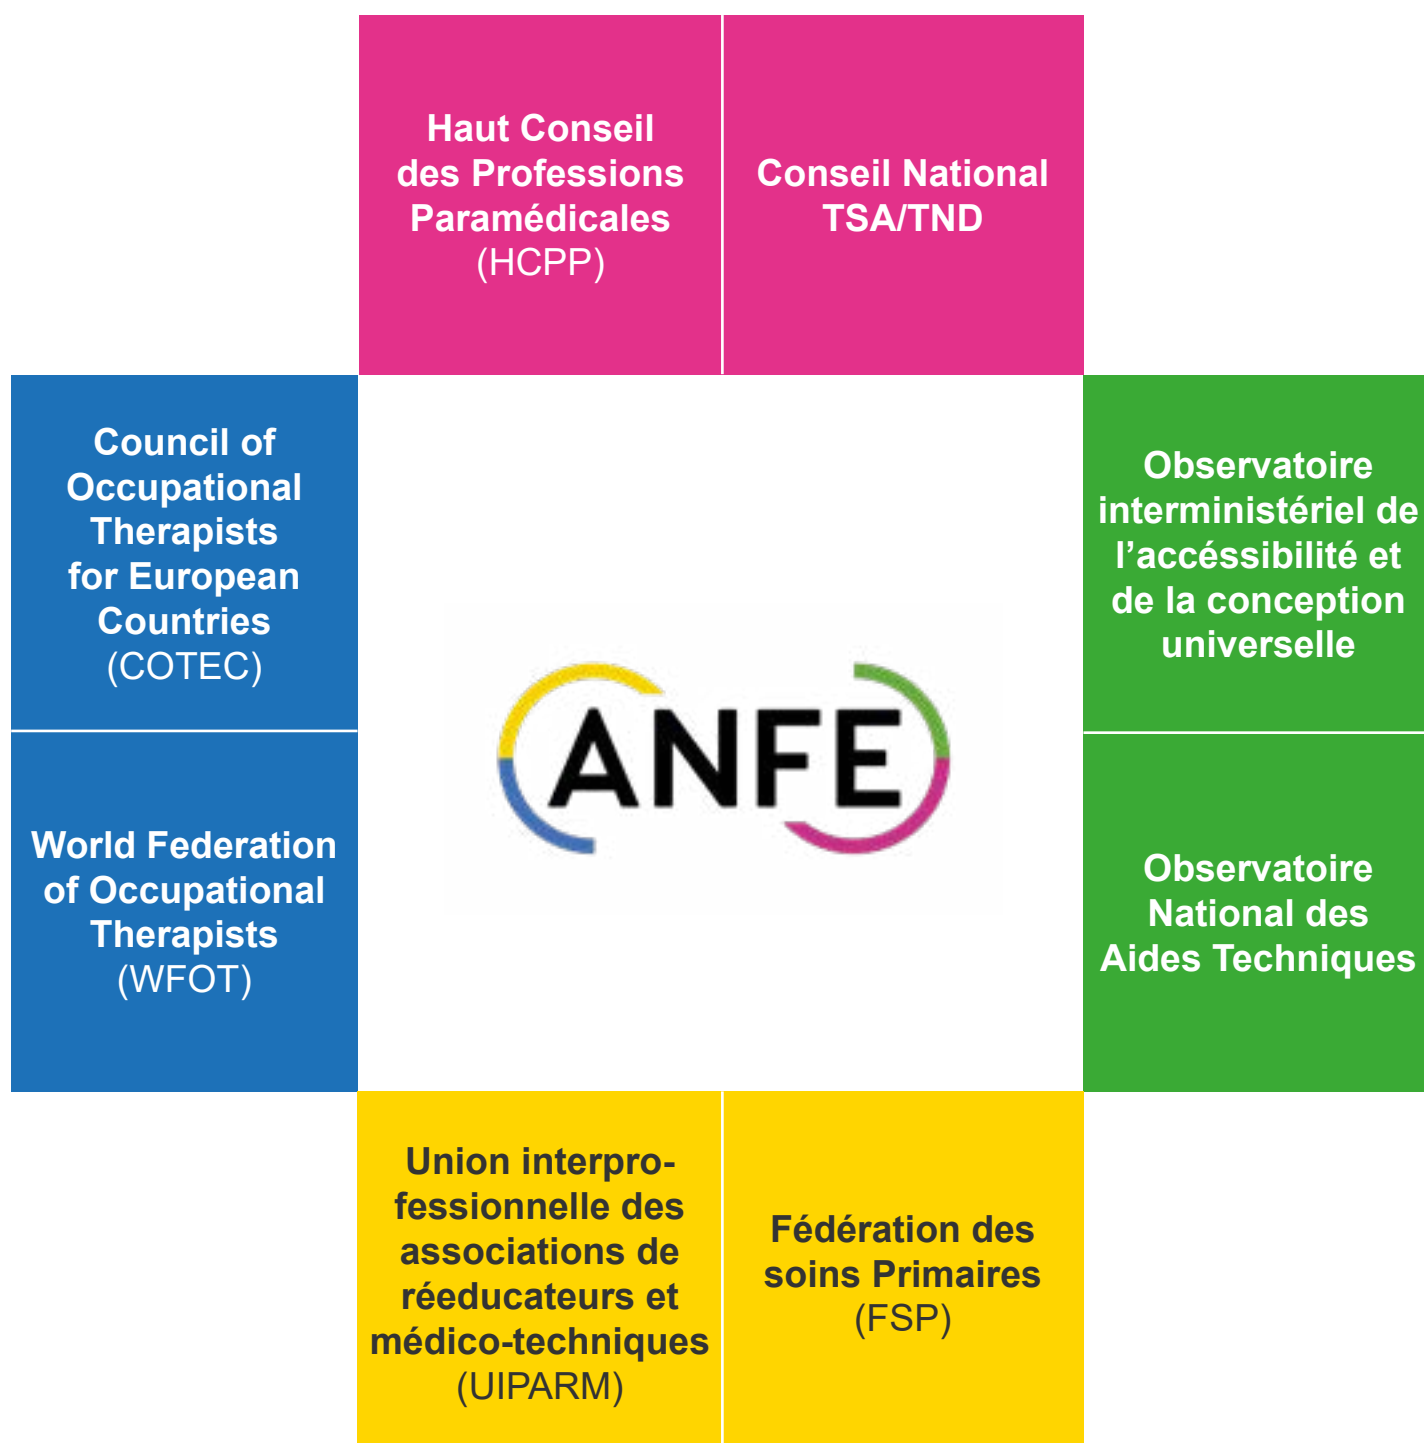 Haut Conseil
des Professions
Paramédicales
(HCPP)
Conseil National
TSA/TND
Council of
Occupational
Therapists
for European
Countries
(COTEC)
World Federation
of Occupational
Therapists
(WFOT)
ANFE
Observatoire
interministériel de
l’accéssibilité et
de la conception
universelle
Observatoire
National des
Aides Techniques
Union interpro-
fessionnelle des
associations de
réeducateurs et
médico-techniques
(UIPARM)
Fédération des
soins Primaires
(FSP)